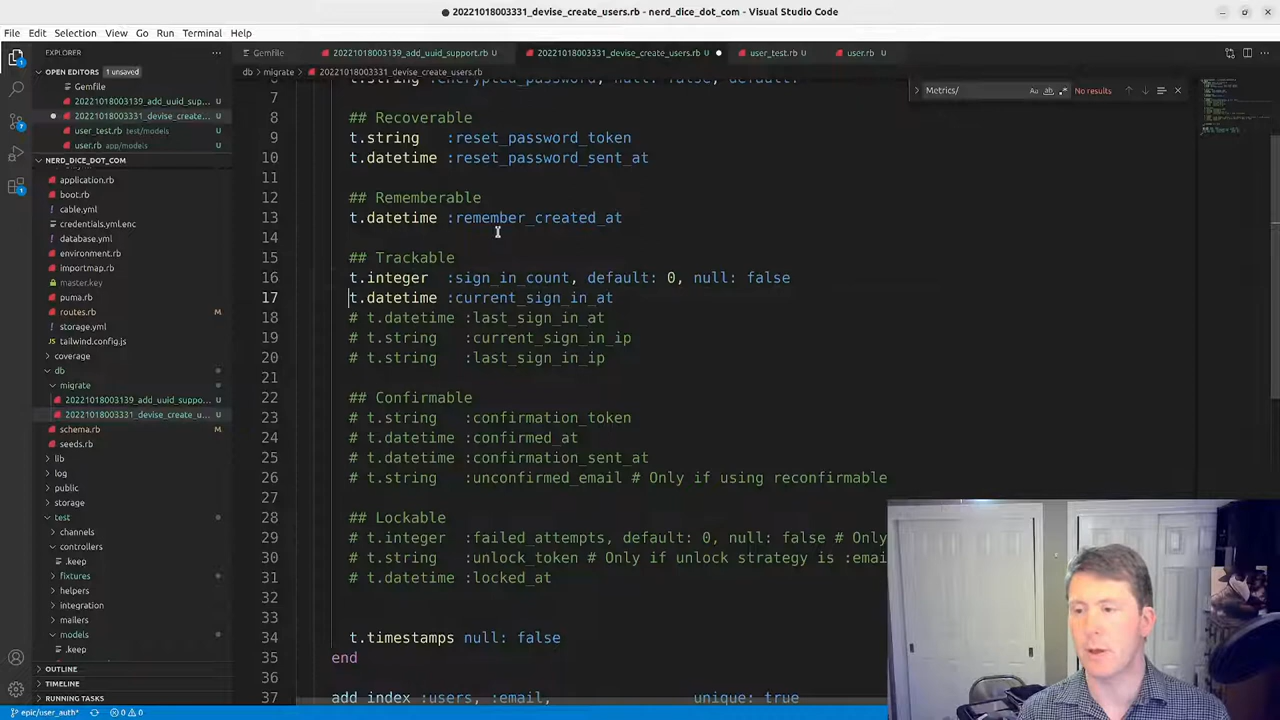 20221018003331_devise_create_users.rb - nerd_dice_dot_com - Visual Studio Code
File Edit Selection View Go Run Terminal Help
EXPLORER
Gemfile
20221018003139_add_uuid_support.rb U
20221018003331_devise_create_users.rb U
user_test.rb U
user.rb U
db > migrate > 20221018003331_devise_create_users.rb
OPEN EDITORS 1 unsaved
Gemfile
20221018003139_add_uuid_sup... U
20221018003331_devise_create... U
user_test.rb test/models U
user.rb app/models U
NERD_DICE_DOT_COM
application.rb
boot.rb
cable.yml
credentials.yml.enc
database.yml
environment.rb
importmap.rb
master.key
puma.rb
routes.rb M
storage.yml
tailwind.config.js
coverage
db
migrate
20221018003139_add_uuid_suppo... U
20221018003331_devise_create_u... U
schema.rb M
seeds.rb
lib
log
public
storage
test
channels
controllers
.keep
fixtures
helpers
integration
mailers
models
.keep
OUTLINE
TIMELINE
RUNNING TASKS
Metrics/ Aa ab .* No results
7
8 ## Recoverable
9 t.string :reset_password_token
10 t.datetime :reset_password_sent_at
11
12 ## Rememberable
13 t.datetime :remember_created_at
14
15 ## Trackable
16 t.integer :sign_in_count, default: 0, null: false
17 t.datetime :current_sign_in_at
18 # t.datetime :last_sign_in_at
19 # t.string :current_sign_in_ip
20 # t.string :last_sign_in_ip
21
22 ## Confirmable
23 # t.string :confirmation_token
24 # t.datetime :confirmed_at
25 # t.datetime :confirmation_sent_at
26 # t.string :unconfirmed_email # Only if using reconfirmable
27
28 ## Lockable
29 # t.integer :failed_attempts, default: 0, null: false # Only
30 # t.string :unlock_token # Only if unlock strategy is :emai
31 # t.datetime :locked_at
32
33
34 t.timestamps null: false
35 end
37 add_index :users, :email, unique: true
epic/user_auth* 0 0